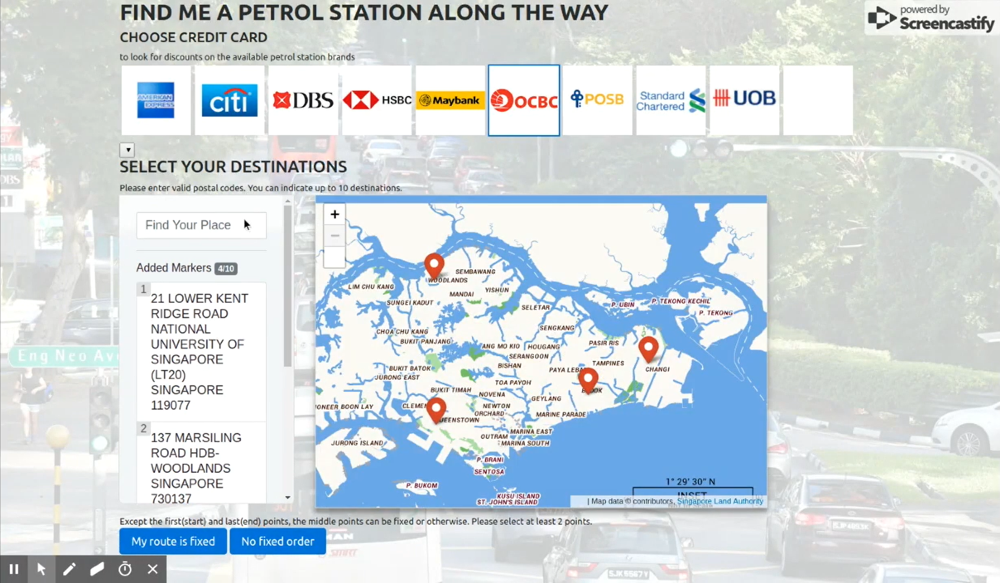 FIND ME A PETROL STATION ALONG THE WAY
powered by
Screencastify
CHOOSE CREDIT CARD
to look for discounts on the available petrol station brands
AMERICAN
EXPRESS
citi
DBS
HSBC
Maybank
OCBC
POSB
Standard
Chartered
UOB
SELECT YOUR DESTINATIONS
Please enter valid postal codes. You can indicate up to 10 destinations.
Find Your Place
Added Markers 4/10
1
21 LOWER KENT
RIDGE ROAD
NATIONAL
UNIVERSITY OF
SINGAPORE
(LT20)
SINGAPORE
119077
2
137 MARSILING
ROAD HDB-
WOODLANDS
SINGAPORE
730137
+
−
SEMBAWANG
WOODLANDS
LIM CHU KANG
YISHUN
MANDAI
SUNGEI KADUT
SELETAR
P. UBIN
P. TEKONG KECHIL
P. TEKONG
SENGKANG
CHOA CHU KANG
BUKIT PANJANG
ANG MO KIO
HOUGANG
PASIR RIS
SERANGOON
BISHAN
TAMPINES
PAYA LEBA
CHANGI
BUKIT BATOK
JURONG EAST
TOA PAYOH
BUKIT TIMAH
NOVENA
GEYLANG
B DOK
IONEER BOON LAY
CLEMEN
NEWTON
ORCHARD
MARINE PARADE
UEENSTOWN
MARINA EAST
OUTRAM
MARINA SOUTH
JURONG ISLAND
P. BRANI
SENTOSA
P. BUKOM
KUSU ISLAND
ST. JOHN'S ISLAND
1° 29' 30" N
INSET
| Map data © contributors, Singapore Land Authority
Except the first(start) and last(end) points, the middle points can be fixed or otherwise. Please select at least 2 points.
My route is fixed
No fixed order
Eng Neo Av
DBS
MAN
SMRT
SJK5567Y